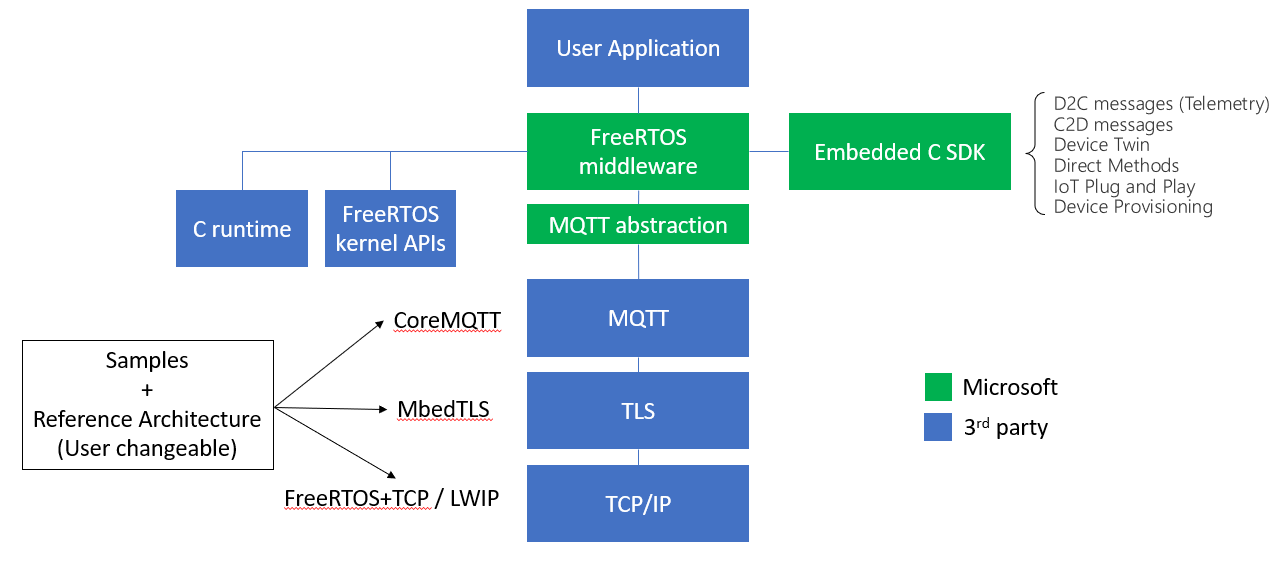 User Application
FreeRTOS
middleware
Embedded C SDK
D2C messages (Telemetry)
C2D messages
Device Twin
Direct Methods
IoT Plug and Play
Device Provisioning
C runtime
FreeRTOS
kernel APIs
MQTT abstraction
MQTT
TLS
TCP/IP
Samples
+
Reference Architecture
(User changeable)
CoreMQTT
MbedTLS
FreeRTOS+TCP / LWIP
Microsoft
3rd party